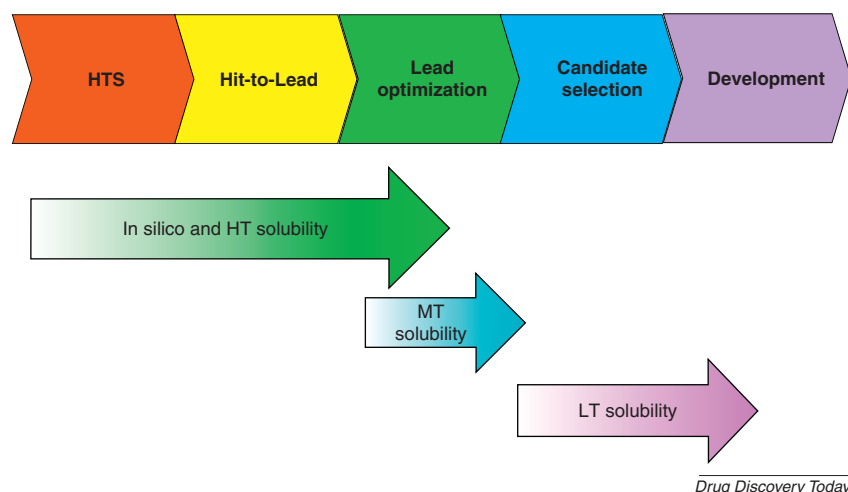 HTS
Hit-to-Lead
Lead
optimization
Candidate
selection
Development
In silico and HT solubility
MT
solubility
LT solubility
Drug Discovery Today